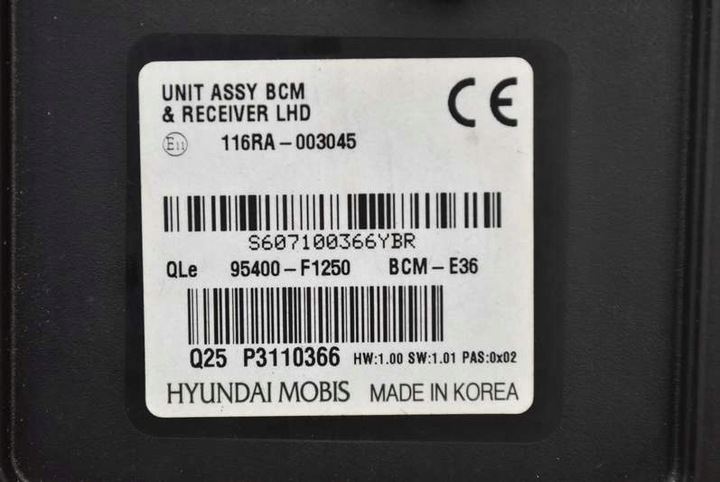 UNIT ASSY BCM
& RECEIVER LHD
CE
E11 116RA-003045
S607100366YBR
QLe 95400-F1250 BCM-E36
Q25 P3110366 HW:1.00 SW:1.01 PAS:0x02
HYUNDAI MOBIS MADE IN KOREA